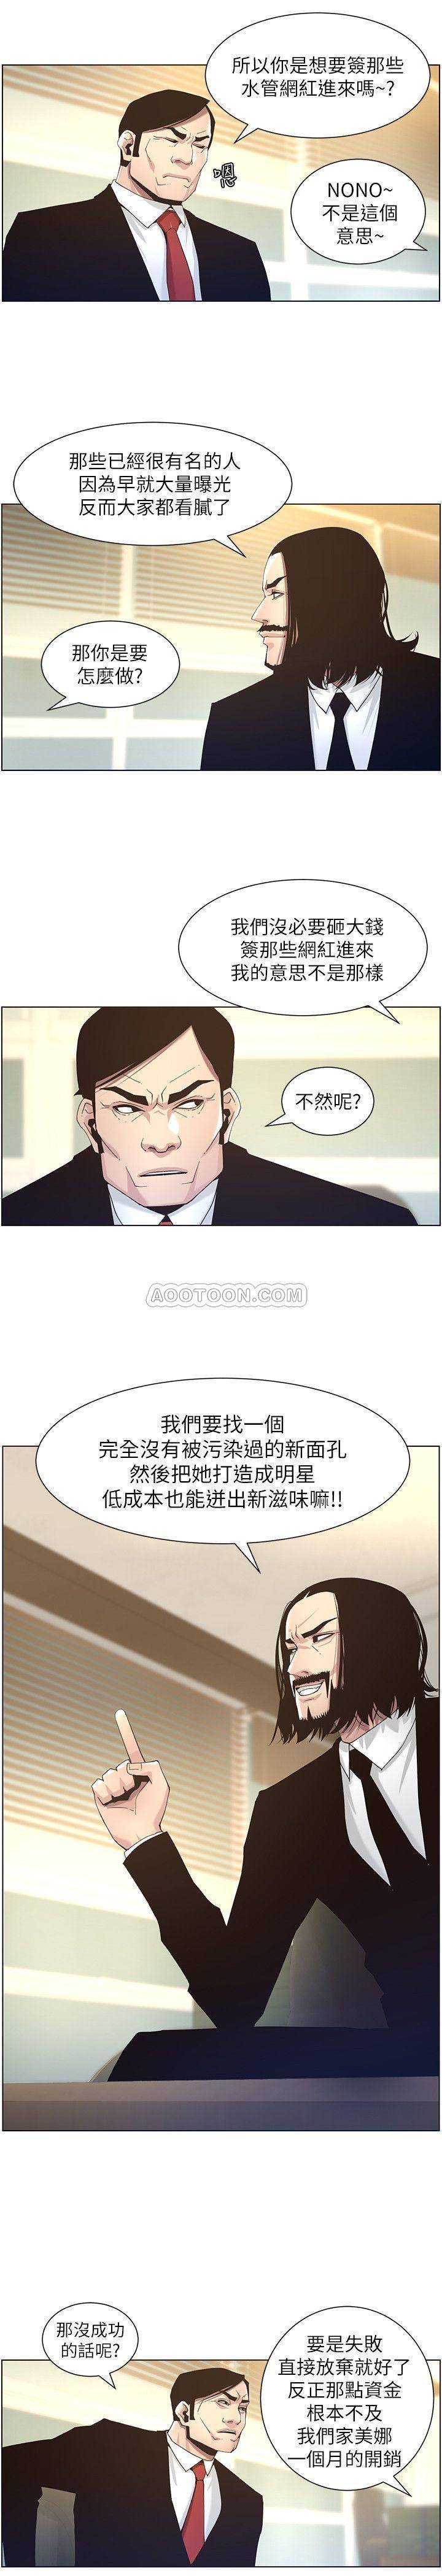 所以你是想要簽那些
水管網紅進來嗎~?
嗯
NONO~
不是這個
意思~
那些已經很有名的人
因為早就大量曝光
反而大家都看膩了
那你是要
怎麼做?
我們沒必要砸大錢
簽那些網紅進來
我的意思不是那樣
不然呢?
AOOTOON.COM
我們要找一個
完全沒有被污染過的新面孔
然後把她打造成明星
低成本也能迸出新滋味嘛!!
那沒成功
的話呢?
要是失敗
直接放棄就好了
反正那點資金
根本不及
我們家美娜
一個月的開銷